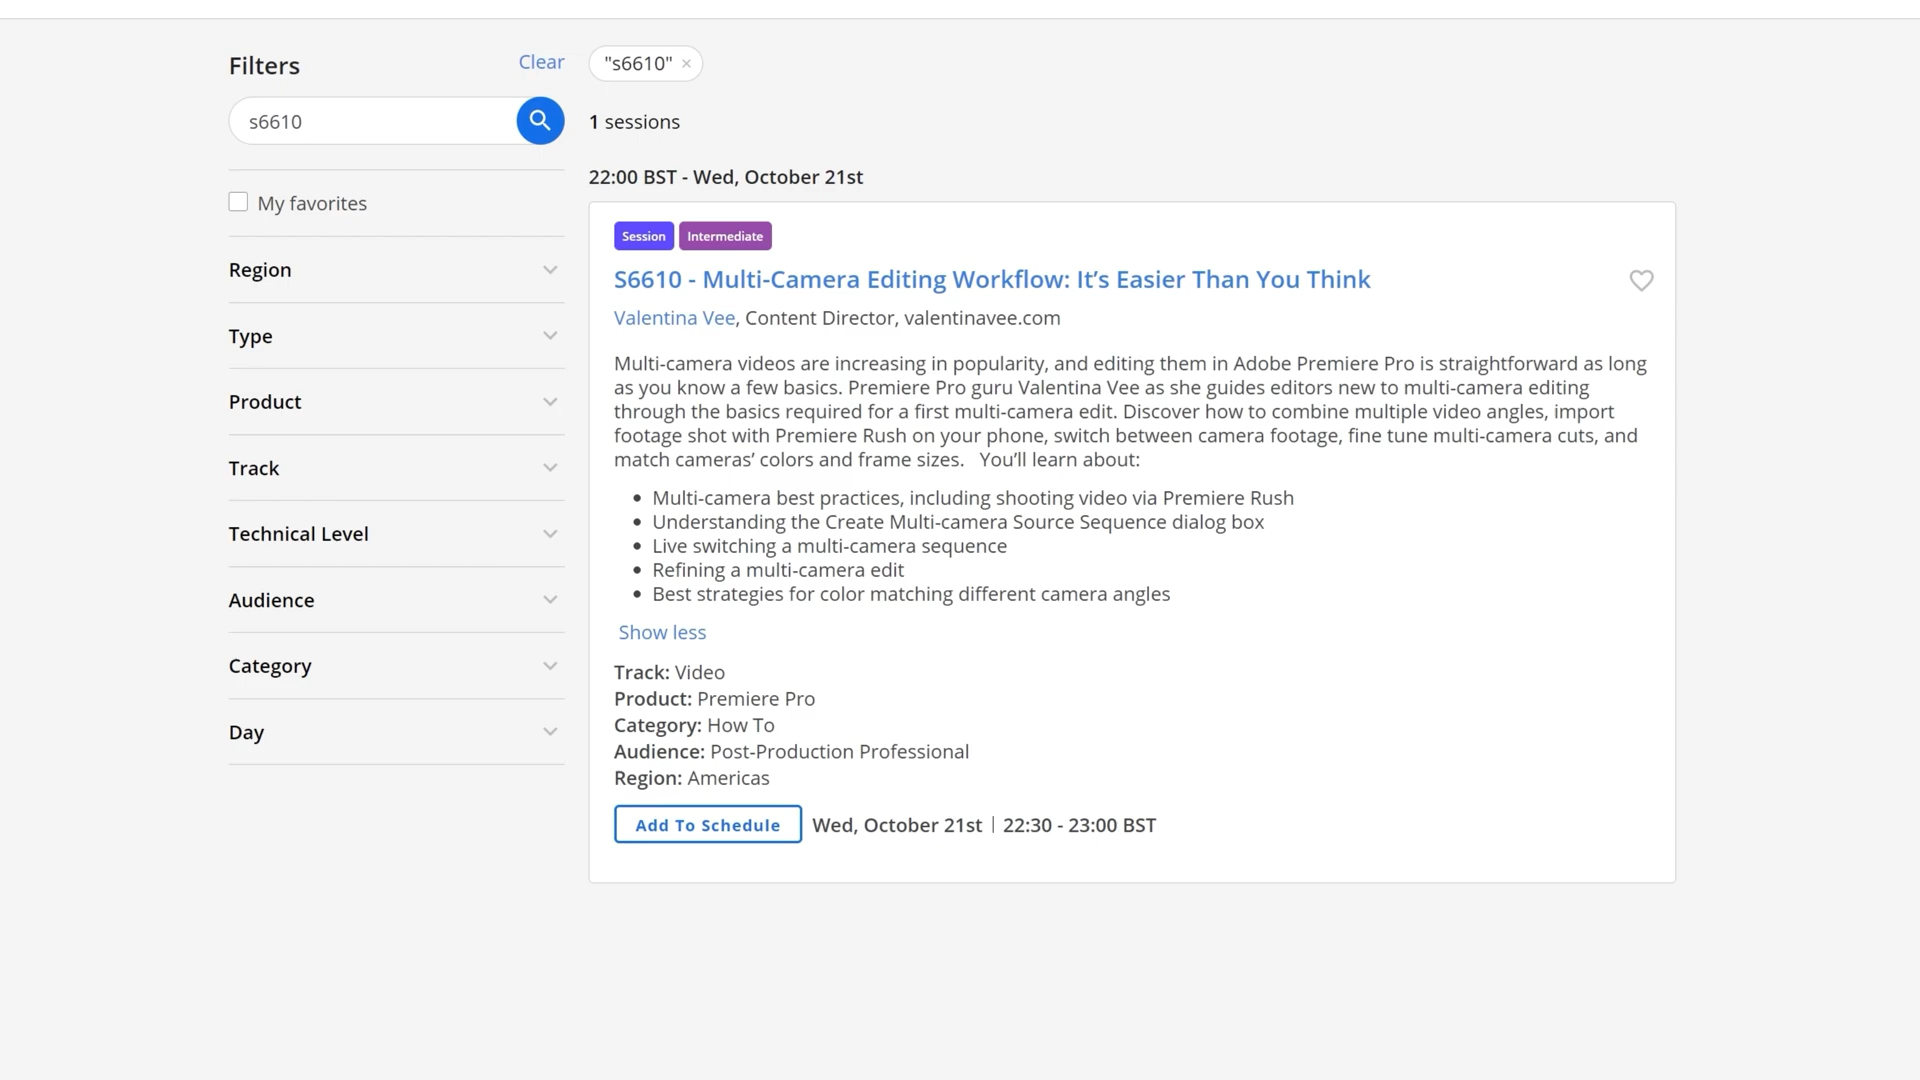 Filters
Clear
s6610
My favorites
Region
Type
Product
Track
Technical Level
Audience
Category
Day
"s6610" ×
1 sessions
22:00 BST - Wed, October 21st
Session
Intermediate
S6610 - Multi-Camera Editing Workflow: It’s Easier Than You Think
Valentina Vee, Content Director, valentinavee.com
Multi-camera videos are increasing in popularity, and editing them in Adobe Premiere Pro is straightforward as long
as you know a few basics. Premiere Pro guru Valentina Vee as she guides editors new to multi-camera editing
through the basics required for a first multi-camera edit. Discover how to combine multiple video angles, import
footage shot with Premiere Rush on your phone, switch between camera footage, fine tune multi-camera cuts, and
match cameras’ colors and frame sizes.   You’ll learn about:
• Multi-camera best practices, including shooting video via Premiere Rush
• Understanding the Create Multi-camera Source Sequence dialog box
• Live switching a multi-camera sequence
• Refining a multi-camera edit
• Best strategies for color matching different camera angles
Show less
Track: Video
Product: Premiere Pro
Category: How To
Audience: Post-Production Professional
Region: Americas
Add To Schedule
Wed, October 21st | 22:30 - 23:00 BST